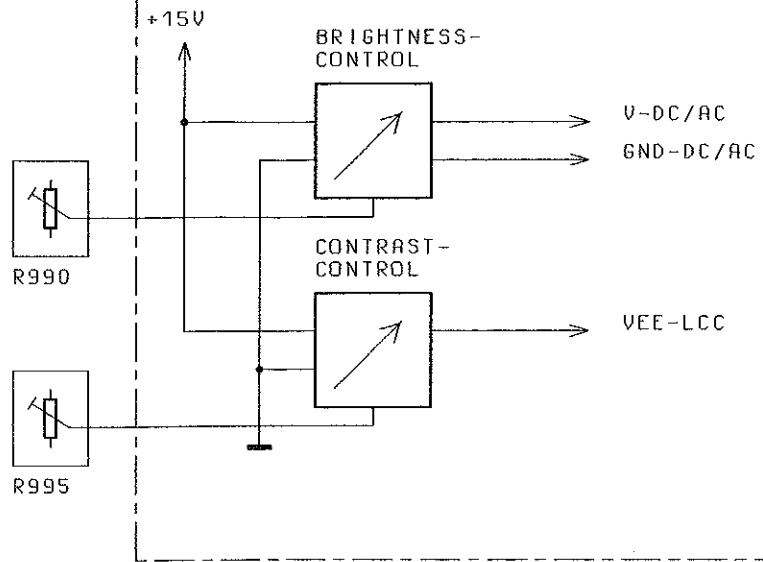 +15V
BRIGHTNESS-
CONTROL
V-DC/AC
GND-DC/AC
R990
CONTRAST-
CONTROL
VEE-LCC
R995